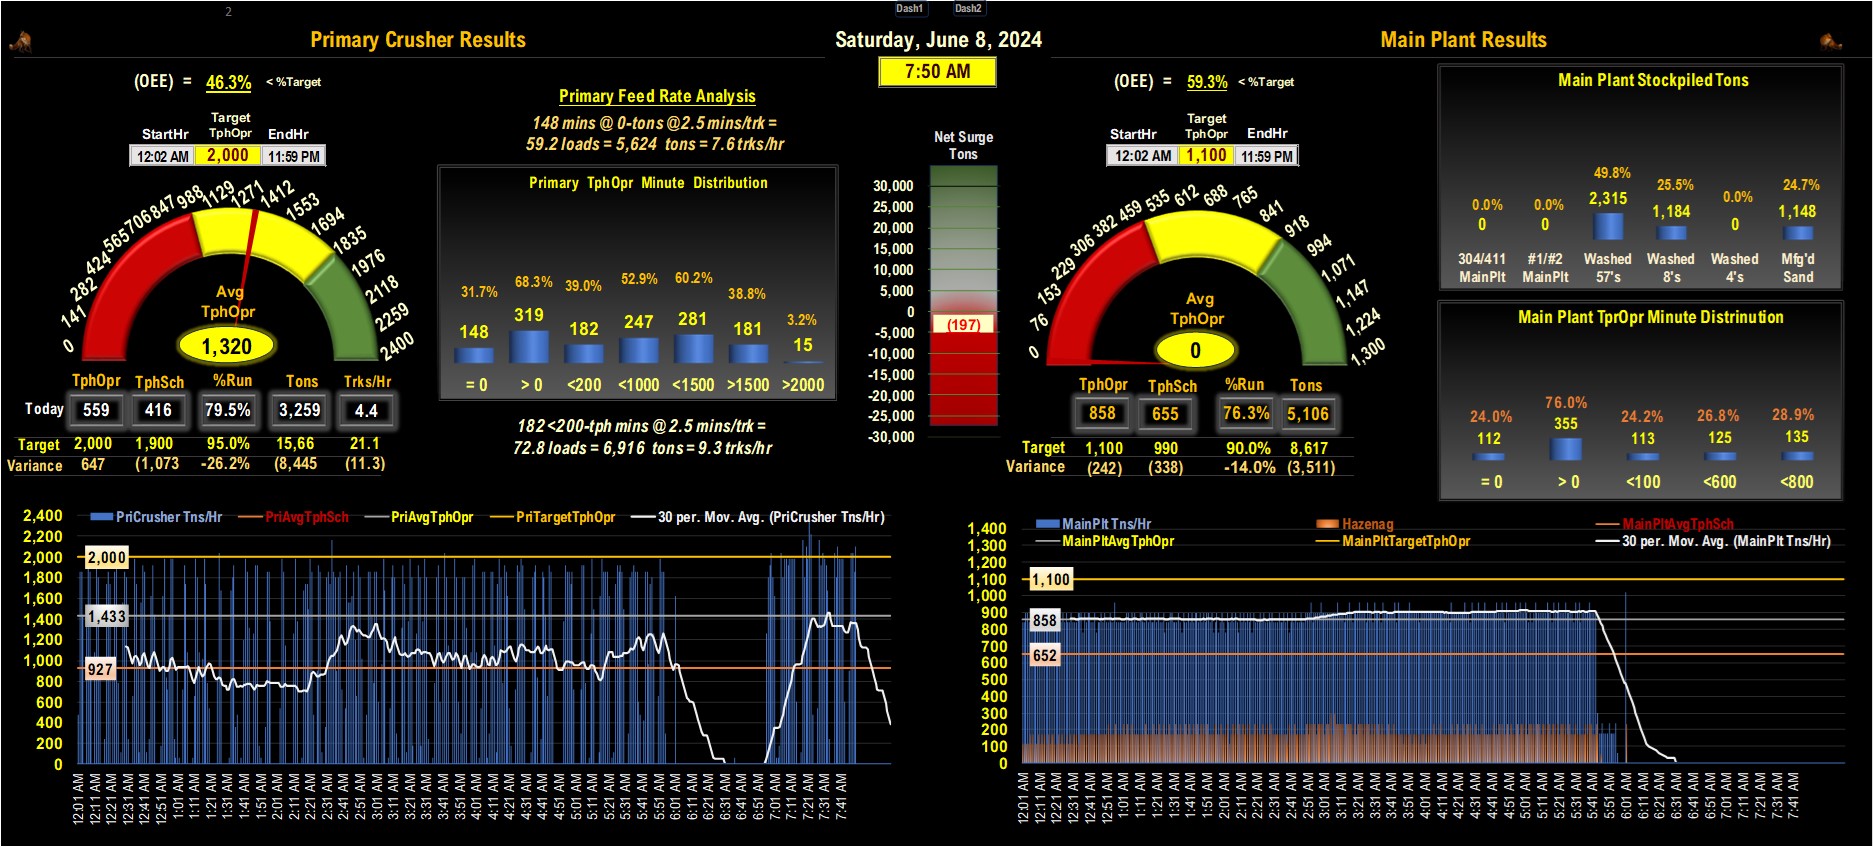 2
Dash1 Dash2
Primary Crusher Results
Saturday, June 8, 2024
Main Plant Results
7:50 AM
(OEE) = 46.3% < %Target
Target
StartHr TphOpr EndHr
12:02 AM 2,000 11:59 PM
0 141 282 424 565 706 847 988 1129 1271 1412 1553 1694 1835 1976 2118 2259 2400
Avg
TphOpr
1,320
TphOpr TphSch %Run Tons Trks/Hr
Today 559 416 79.5% 3,259 4.4
Target 2,000 1,900 95.0% 15,66 21.1
Variance 647 (1,073 -26.2% (8,445 (11.3)
Primary Feed Rate Analysis
148 mins @ 0-tons @2.5 mins/trk =
59.2 loads = 5,624 tons = 7.6 trks/hr
Primary TphOpr Minute Distribution
31.7% 68.3% 39.0% 52.9% 60.2% 38.8% 3.2%
148 319 182 247 281 181 15
= 0 > 0 <200 <1000 <1500 >1500 >2000
182<200-tph mins @2.5 mins/trk =
72.8 loads = 6,916 tons = 9.3 trks/hr
Net Surge
Tons
30,000
25,000
20,000
15,000
10,000
5,000
0
(197)
-5,000
-10,000
-15,000
-20,000
-25,000
-30,000
(OEE) = 59.3% < %Target
Target
StartHr TphOpr EndHr
12:02 AM 1,100 11:59 PM
0 76 153 229 306 382 459 535 612 688 765 841 918 994 1,071 1,147 1,224 1,300
Avg
TphOpr
0
TphOpr TphSch %Run Tons
858 655 76.3% 5,106
Target 1,100 990 90.0% 8,617
Variance (242) (338) -14.0% (3,511)
Main Plant Stockpiled Tons
0.0% 0.0% 49.8% 25.5% 0.0% 24.7%
0 0 2,315 1,184 0 1,148
304/411 #1/#2 Washed Washed Washed Mfg'd
MainPlt MainPlt 57's 8's 4's Sand
Main Plant TprOpr Minute Distrinution
24.0% 76.0% 24.2% 26.8% 28.9%
112 355 113 125 135
= 0 > 0 <100 <600 <800
PriCrusher Tns/Hr PriAvgTphSch PriAvgTphOpr PriTargetTphOpr 30 per. Mov. Avg. (PriCrusher Tns/Hr)
2,400
2,200
2,000
1,800
1,600
1,400
1,200
1,000
800
600
400
200
0
2,000
1,433
927
12:01 AM 12:11 AM 12:21 AM 12:31 AM 12:41 AM 12:51 AM 1:01 AM 1:11 AM 1:21 AM 1:31 AM 1:41 AM 1:51 AM 2:01 AM 2:11 AM 2:21 AM 2:31 AM 2:41 AM 2:51 AM 3:01 AM 3:11 AM 3:21 AM 3:31 AM 3:41 AM 3:51 AM 4:01 AM 4:11 AM 4:21 AM 4:31 AM 4:41 AM 4:51 AM 5:01 AM 5:11 AM 5:21 AM 5:31 AM 5:41 AM 5:51 AM 6:01 AM 6:11 AM 6:21 AM 6:31 AM 6:41 AM 6:51 AM 7:01 AM 7:11 AM 7:21 AM 7:31 AM 7:41 AM
MainPlt Tns/Hr Hazenag MainPltAvgTphSch
MainPltAvgTphOpr MainPltTargetTphOpr 30 per. Mov. Avg. (MainPlt Tns/Hr)
1,400
1,300
1,200
1,100
1,000
900
800
700
600
500
400
300
200
100
0
1,100
858
652
12:01 AM 12:11 AM 12:21 AM 12:31 AM 12:41 AM 12:51 AM 1:01 AM 1:11 AM 1:21 AM 1:31 AM 1:41 AM 1:51 AM 2:01 AM 2:11 AM 2:21 AM 2:31 AM 2:41 AM 2:51 AM 3:01 AM 3:11 AM 3:21 AM 3:31 AM 3:41 AM 3:51 AM 4:01 AM 4:11 AM 4:21 AM 4:31 AM 4:41 AM 4:51 AM 5:01 AM 5:11 AM 5:21 AM 5:31 AM 5:41 AM 5:51 AM 6:01 AM 6:11 AM 6:21 AM 6:31 AM 6:41 AM 6:51 AM 7:01 AM 7:11 AM 7:21 AM 7:31 AM 7:41 AM